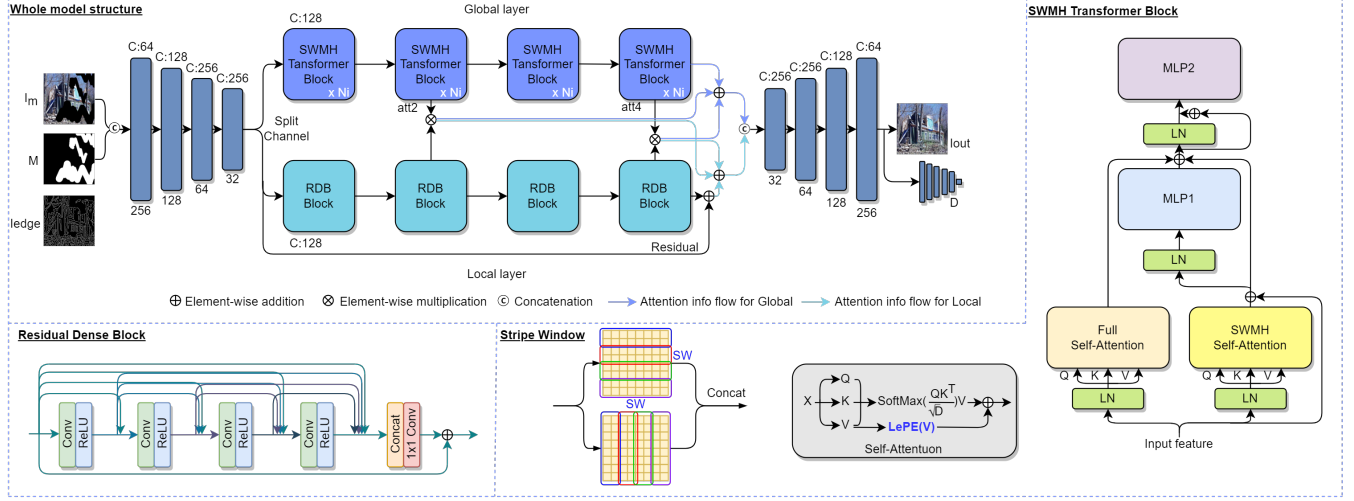 Whole model structure
Global layer
C:128
SWMH
Tansformer
Block
x Ni
SWMH
Tansformer
Block
x Ni
SWMH
Tansformer
Block
x Ni
SWMH
Tansformer
Block
x Ni
C:64
C:128
C:256
C:256
Im
M
Iedge
©
256
128
64
32
Split
Channel
att2
att4
RDB
Block
RDB
Block
RDB
Block
RDB
Block
C:128
Residual
Local layer
©
C:256
C:256
C:128
C:64
32
64
128
256
Iout
D
Element-wise addition
Element-wise multiplication
© Concatenation
Attention info flow for Global
Attention info flow for Local
SWMH Transformer Block
MLP2
LN
MLP1
LN
Full
Self-Attention
SWMH
Self-Attention
Q K V
Q K V
LN
LN
Input feature
Residual Dense Block
Conv
ReLU
Conv
ReLU
Conv
ReLU
Conv
ReLU
Concat
1x1 Conv
Stripe Window
SW
SW
Concat
X
Q
K
V
SoftMax(QK^T/√D)V
LePE(V)
Self-Attentuon